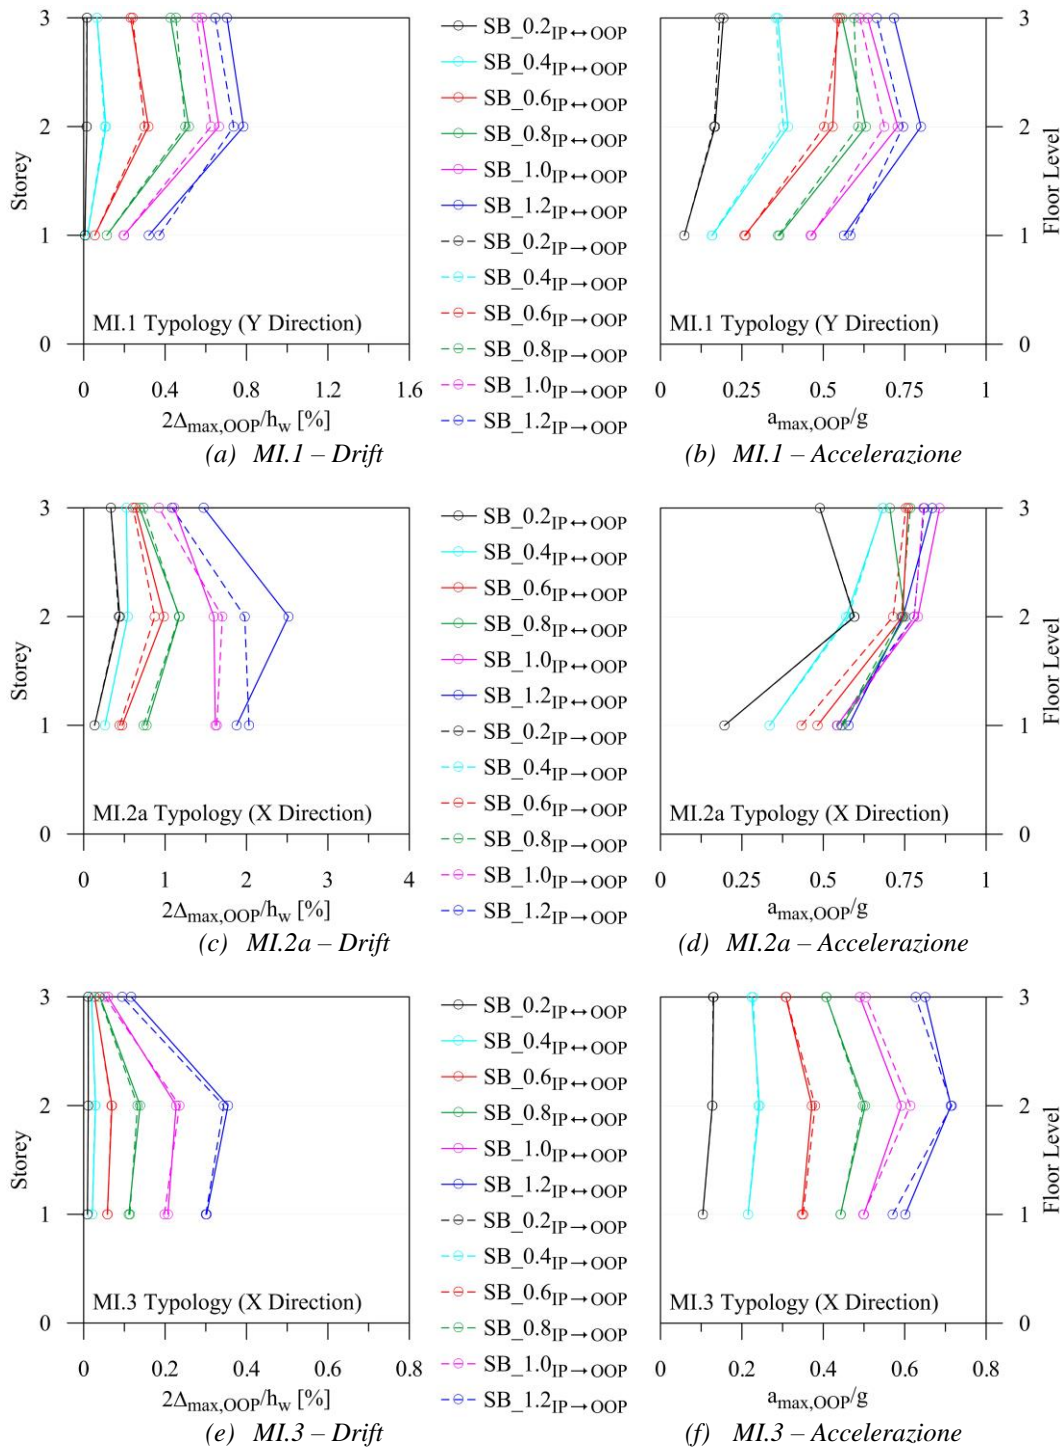 3
2
1
0
Storey
MI.1 Typology (Y Direction)
0 0.4 0.8 1.2 1.6
2Δmax,OOP/hw [%]
(a) MI.1 – Drift
SB_0.2IP↔OOP
SB_0.4IP↔OOP
SB_0.6IP↔OOP
SB_0.8IP↔OOP
SB_1.0IP↔OOP
SB_1.2IP↔OOP
SB_0.2IP→OOP
SB_0.4IP→OOP
SB_0.6IP→OOP
SB_0.8IP→OOP
SB_1.0IP→OOP
SB_1.2IP→OOP
3
2
1
0
Floor Level
MI.1 Typology (Y Direction)
0 0.25 0.5 0.75 1
amax,OOP/g
(b) MI.1 – Accelerazione
3
2
1
0
Storey
MI.2a Typology (X Direction)
0 1 2 3 4
2Δmax,OOP/hw [%]
(c) MI.2a – Drift
SB_0.2IP↔OOP
SB_0.4IP↔OOP
SB_0.6IP↔OOP
SB_0.8IP↔OOP
SB_1.0IP↔OOP
SB_1.2IP↔OOP
SB_0.2IP→OOP
SB_0.4IP→OOP
SB_0.6IP→OOP
SB_0.8IP→OOP
SB_1.0IP→OOP
SB_1.2IP→OOP
3
2
1
0
Floor Level
MI.2a Typology (X Direction)
0 0.25 0.5 0.75 1
amax,OOP/g
(d) MI.2a – Accelerazione
3
2
1
0
Storey
MI.3 Typology (X Direction)
0 0.2 0.4 0.6 0.8
2Δmax,OOP/hw [%]
(e) MI.3 – Drift
SB_0.2IP↔OOP
SB_0.4IP↔OOP
SB_0.6IP↔OOP
SB_0.8IP↔OOP
SB_1.0IP↔OOP
SB_1.2IP↔OOP
SB_0.2IP→OOP
SB_0.4IP→OOP
SB_0.6IP→OOP
SB_0.8IP→OOP
SB_1.0IP→OOP
SB_1.2IP→OOP
3
2
1
0
Floor Level
MI.3 Typology (X Direction)
0 0.2 0.4 0.6 0.8
amax,OOP/g
(f) MI.3 – Accelerazione